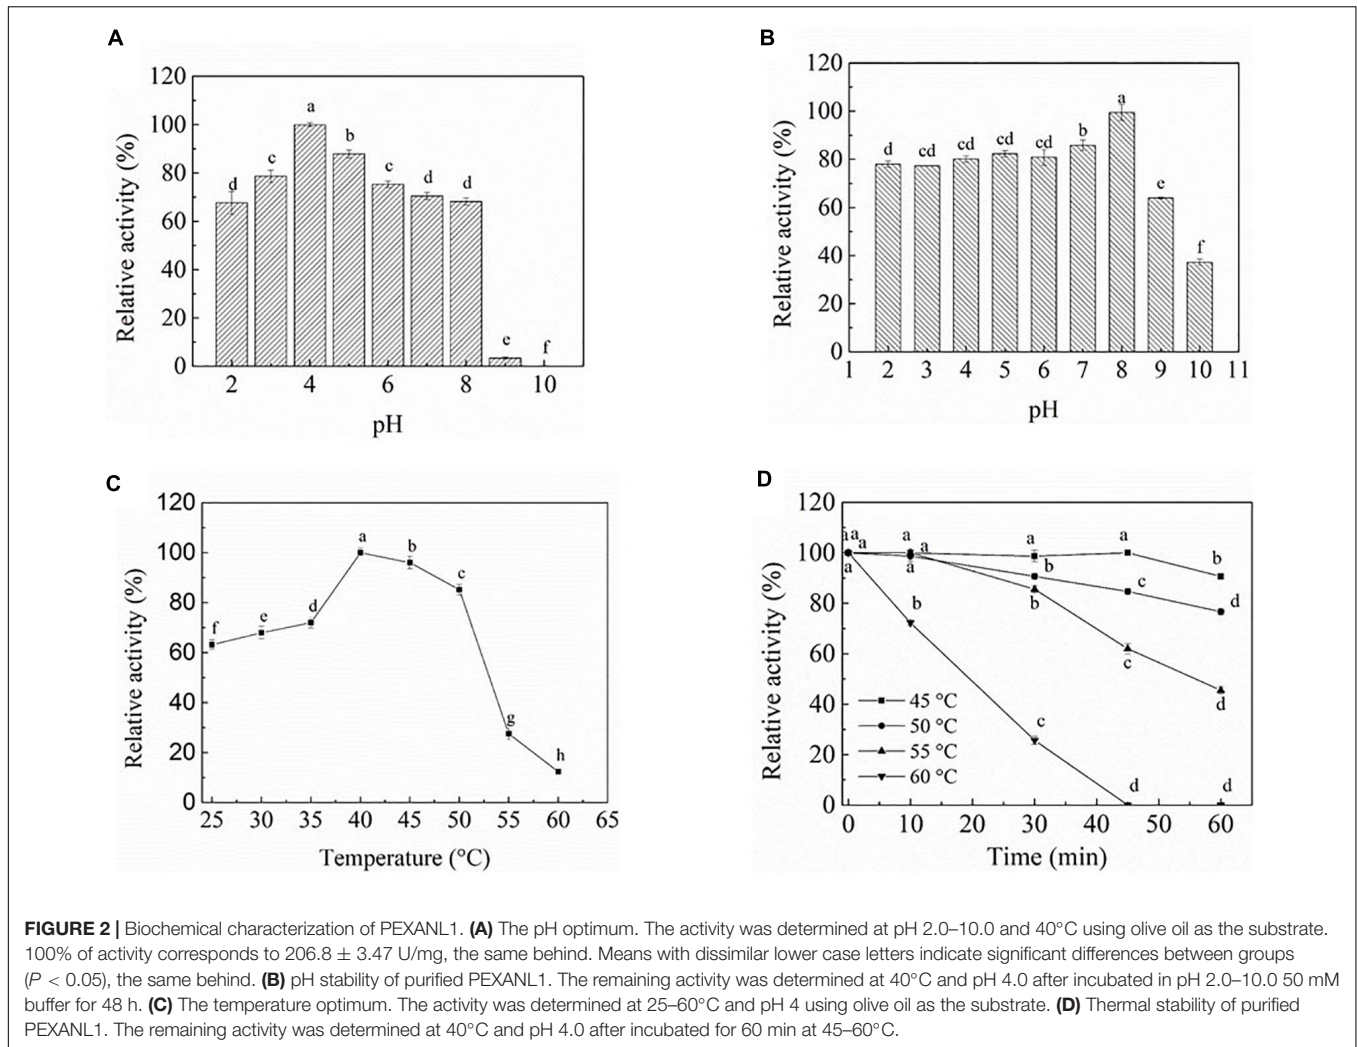 A
120
100
80
60
40
20
0
Relative activity (%)
d
c
a
b
c
d
d
e
f
2 4 6 8 10
pH
B
120
100
80
60
40
20
0
Relative activity (%)
d
cd
cd
cd
cd
b
a
e
f
1 2 3 4 5 6 7 8 9 10 11
pH
C
120
100
80
60
40
20
0
Relative activity (%)
f
e
d
a
b
c
g
h
25 30 35 40 45 50 55 60 65
Temperature (°C)
D
120
100
80
60
40
20
0
Relative activity (%)
a a a a
a a a
a b b
a c c
b d d
b
c
d d
45 °C
50 °C
55 °C
60 °C
0 10 20 30 40 50 60
Time (min)
FIGURE 2 | Biochemical characterization of PEXANL1. (A) The pH optimum. The activity was determined at pH 2.0–10.0 and 40°C using olive oil as the substrate.
100% of activity corresponds to 206.8 ± 3.47 U/mg, the same behind. Means with dissimilar lower case letters indicate significant differences between groups
(P < 0.05), the same behind. (B) pH stability of purified PEXANL1. The remaining activity was determined at 40°C and pH 4.0 after incubated in pH 2.0–10.0 50 mM
buffer for 48 h. (C) The temperature optimum. The activity was determined at 25–60°C and pH 4 using olive oil as the substrate. (D) Thermal stability of purified
PEXANL1. The remaining activity was determined at 40°C and pH 4.0 after incubated for 60 min at 45–60°C.